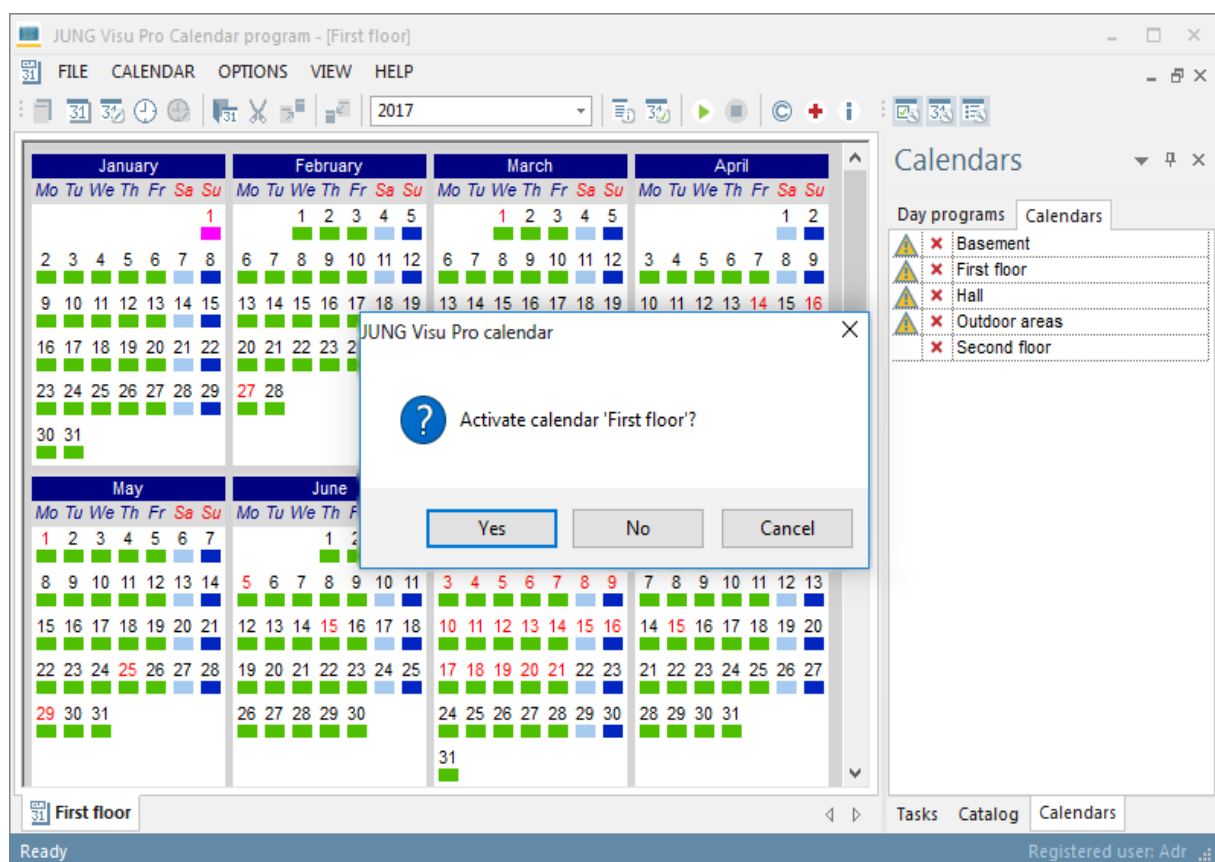 JUNG Visu Pro Calendar program - [First floor]
FILE CALENDAR OPTIONS VIEW HELP
2017
January February March April
Mo Tu We Th Fr Sa Su Mo Tu We Th Fr Sa Su Mo Tu We Th Fr Sa Su Mo Tu We Th Fr Sa Su
1 1 2 3 4 5 1 2 3 4 5 1 2
2 3 4 5 6 7 8 6 7 8 9 10 11 12 6 7 8 9 10 11 12 3 4 5 6 7 8 9
9 10 11 12 13 14 15 13 14 15 16 17 18 19 13 14 15 16 17 18 19 10 11 12 13 14 15 16
16 17 18 19 20 21 22 20 21 22 23
23 24 25 26 27 28 29 27 28
30 31
JUNG Visu Pro calendar
Activate calendar 'First floor'?
Yes No Cancel
May June
Mo Tu We Th Fr Sa Su Mo Tu We Th
1 2 3 4 5 6 7 1
8 9 10 11 12 13 14 5 6 7 8 9 10 11 3 4 5 6 7 8 9 7 8 9 10 11 12 13
15 16 17 18 19 20 21 12 13 14 15 16 17 18 10 11 12 13 14 15 16 14 15 16 17 18 19 20
22 23 24 25 26 27 28 19 20 21 22 23 24 25 17 18 19 20 21 22 23 21 22 23 24 25 26 27
29 30 31 26 27 28 29 30 24 25 26 27 28 29 30 28 29 30 31
31
First floor
Calendars
Day programs Calendars
Basement
First floor
Hall
Outdoor areas
Second floor
Tasks Catalog Calendars
Ready Registered user: Adr